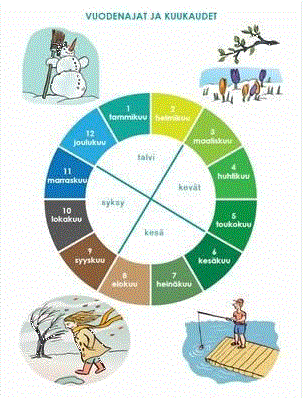 VUODENAJAT JA KUUKAUDET
1
tammikuu
2
helmikuu
3
maaliskuu
4
huhtikuu
5
toukokuu
6
kesäkuu
7
heinäkuu
8
elokuu
9
syyskuu
10
lokakuu
11
marraskuu
12
joulukuu
talvi
kevät
kesä
syksy